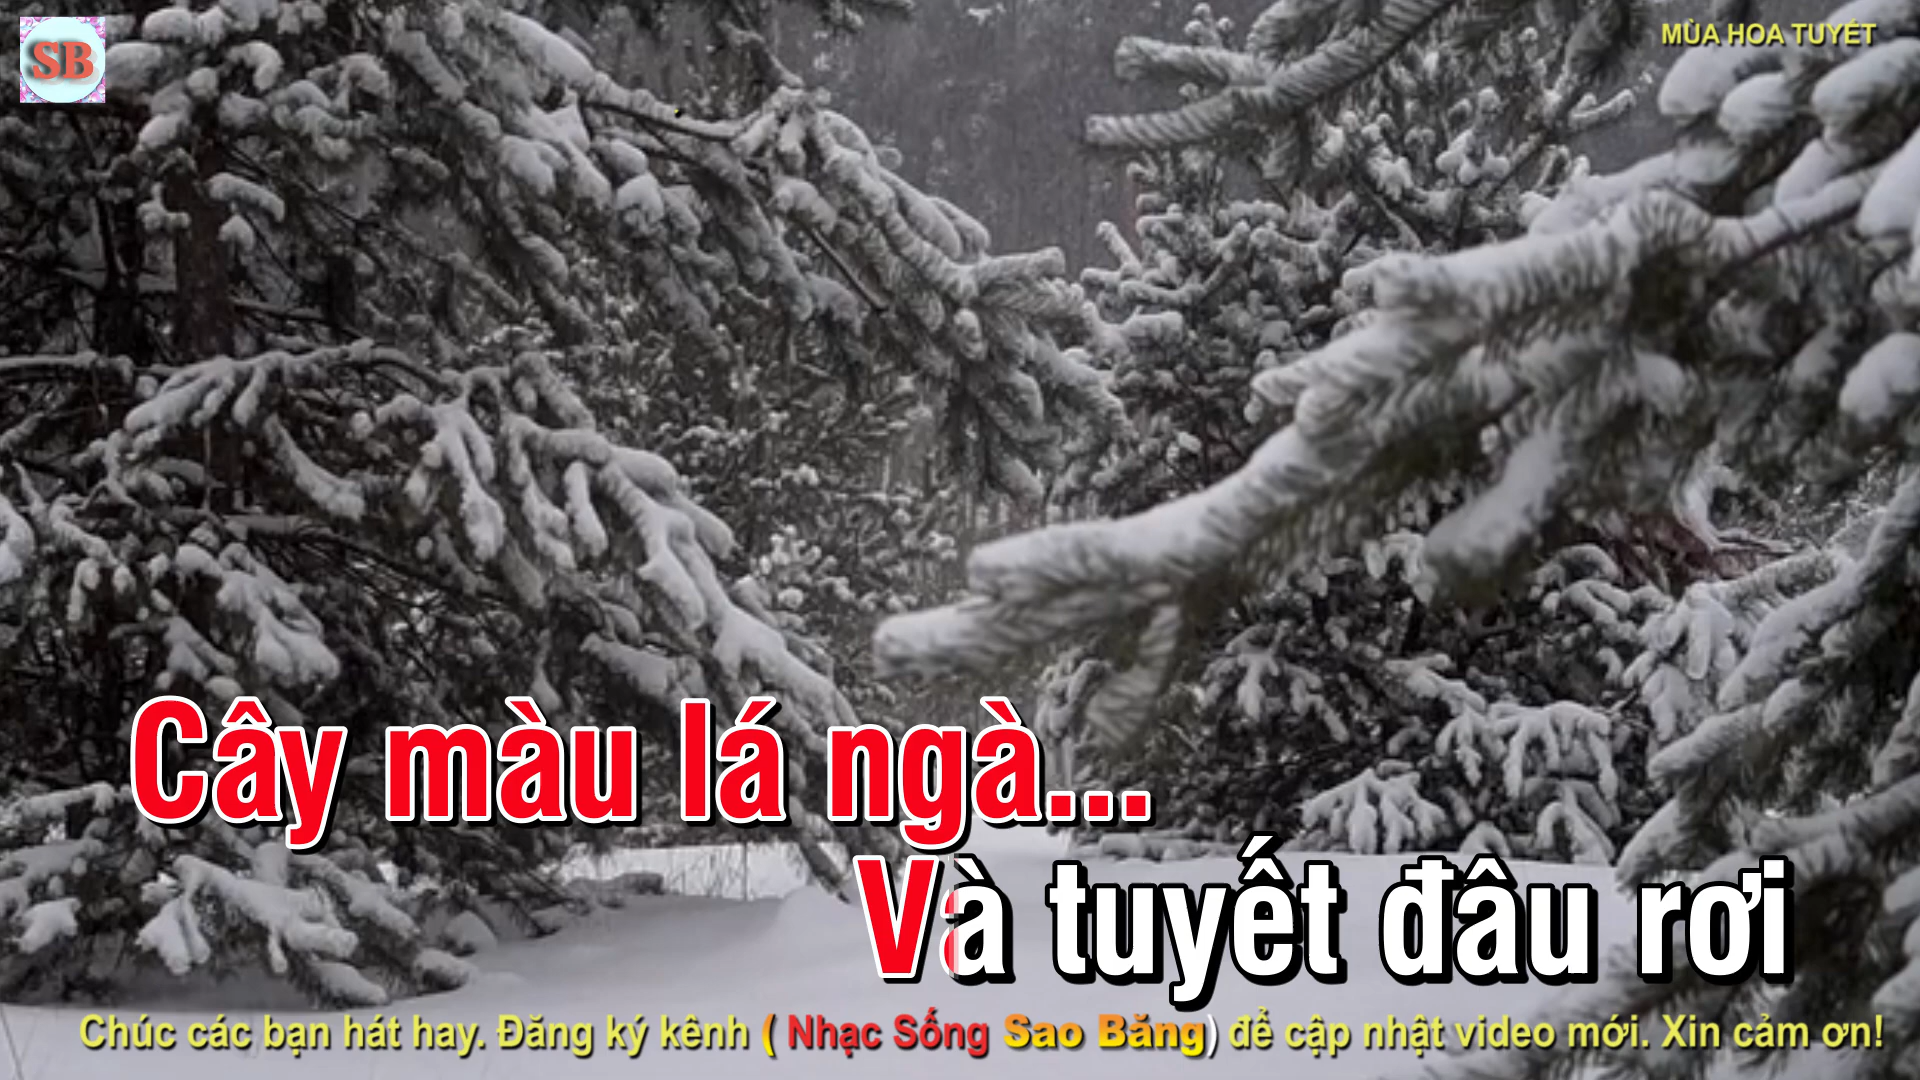 SB
MÙA HOA TUYẾT
Cây màu lá ngà...
Và tuyết đâu rơi
Chúc các bạn hát hay. Đăng ký kênh ( Nhạc Sống Sao Băng) để cập nhật video mới. Xin cảm ơn!